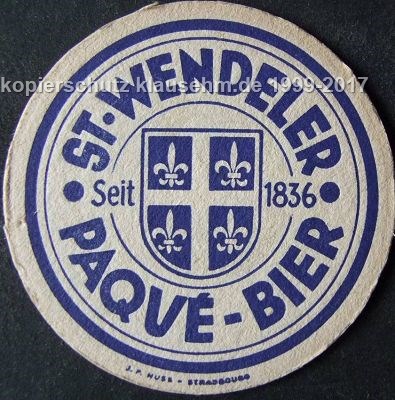 kopierschutz klausehm.de 1999-2017
ST. WENDELER
Seit 1836
PAQUÉ-BIER
J.P. HUSS - STRASBOURG